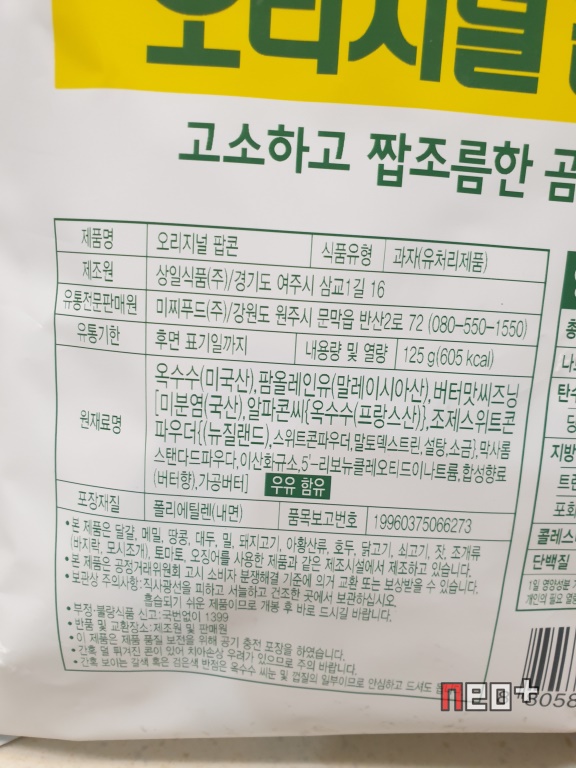 오리지널
고소하고 짭조름한 곰
제품명 오리지널 팝콘 식품유형 과자(유처리제품)
제조원 상일식품(주)/경기도 여주시 삼교1길 16
유통전문판매원 미찌푸드(주)/강원도 원주시 문막읍 반산2로 72 (080-550-1550)
유통기한 후면 표기일까지 내용량 및 열량 125 g(605 kcal)
원재료명
옥수수(미국산), 팜올레인유(말레이시아산), 버터맛씨즈닝
[미분염(국산), 알파콘씨{옥수수(프랑스산)}, 조제스위트콘
파우더{(뉴질랜드), 스위트콘파우더, 말토덱스트린, 설탕, 소금}, 막사롬
스탠다드파우다, 이산화규소, 5'-리보뉴클레오티드이나트륨, 합성향료
(버터향), 가공버터] 우유 함유
포장재질 폴리에틸렌(내면) 품목보고번호 19960375066273
• 본 제품은 달걀, 메밀, 땅콩, 대두, 밀, 돼지고기, 아황산류, 호두, 닭고기, 쇠고기, 잣, 조개류
(바지락, 모시조개), 토마토, 오징어를 사용한 제품과 같은 제조시설에서 제조하고 있습니다.
• 본 제품은 공정거래위원회 고시 소비자 분쟁해결 기준에 의거 교환 또는 보상받을 수 있습니다.
• 보관상 주의사항: 직사광선을 피하고 서늘하고 건조한 곳에서 보관하십시오.
흡습되기 쉬운 제품이므로 개봉 후 바로 드시길 바랍니다.
• 부정·불량식품 신고: 국번없이 1399
• 반품 및 교환장소: 제조원 및 판매원
• 이 제품은 제품 품질 보전을 위해 공기 충전 포장을 하였습니다.
• 간혹 덜 튀겨진 콘이 있어 치아손상 우려가 있으므로 주의 바랍니다.
• 간혹 보이는 갈색 혹은 검은색 반점은 옥수수 씨눈 및 껍질의 일부이므로 안심하고 드셔도
탄수
지방
트린
포화
콜레스
단백질
1일 영양성분
개인의 필요 열량
neo+
8 8058